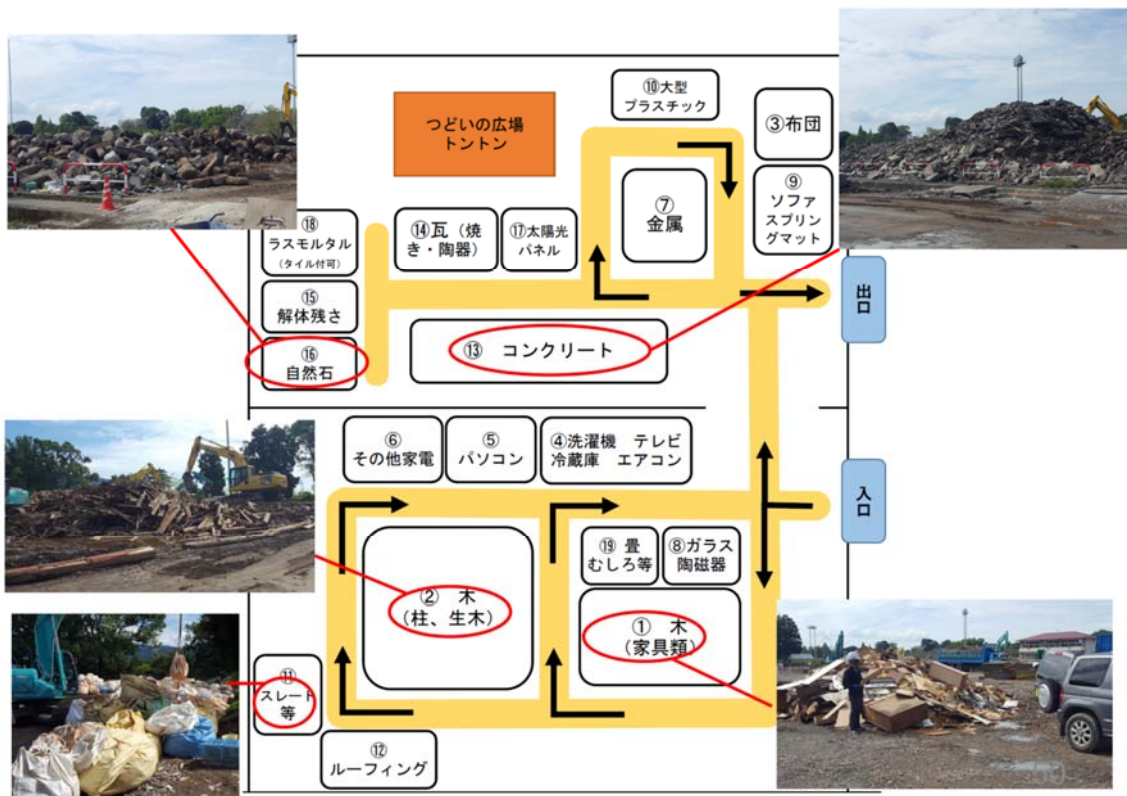 ⑩大型
プラスチック
つどいの広場
トントン
③布団
⑨
ソファ
スプリン
グマット
⑦
金属
⑱
ラスモルタル
(タイル付可)
⑭瓦(焼
き・陶器)
⑰太陽光
パネル
出口
⑮
解体残さ
⑬ コンクリート
⑯
自然石
⑥
その他家電
⑤
パソコン
④洗濯機 テレビ
冷蔵庫 エアコン
入口
⑲ 畳
むしろ等
⑧ガラス
陶磁器
② 木
(柱、生木)
① 木
(家具類)
⑪
スレート
等
⑫
ルーフィング